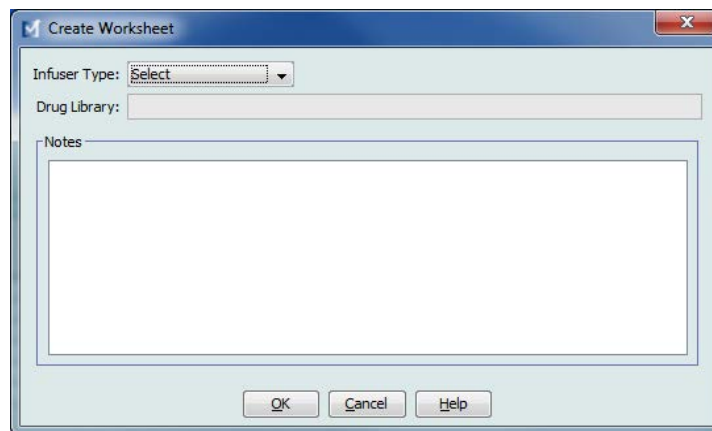 Create Worksheet
Infuser Type: Select
Drug Library:
Notes
OK Cancel Help